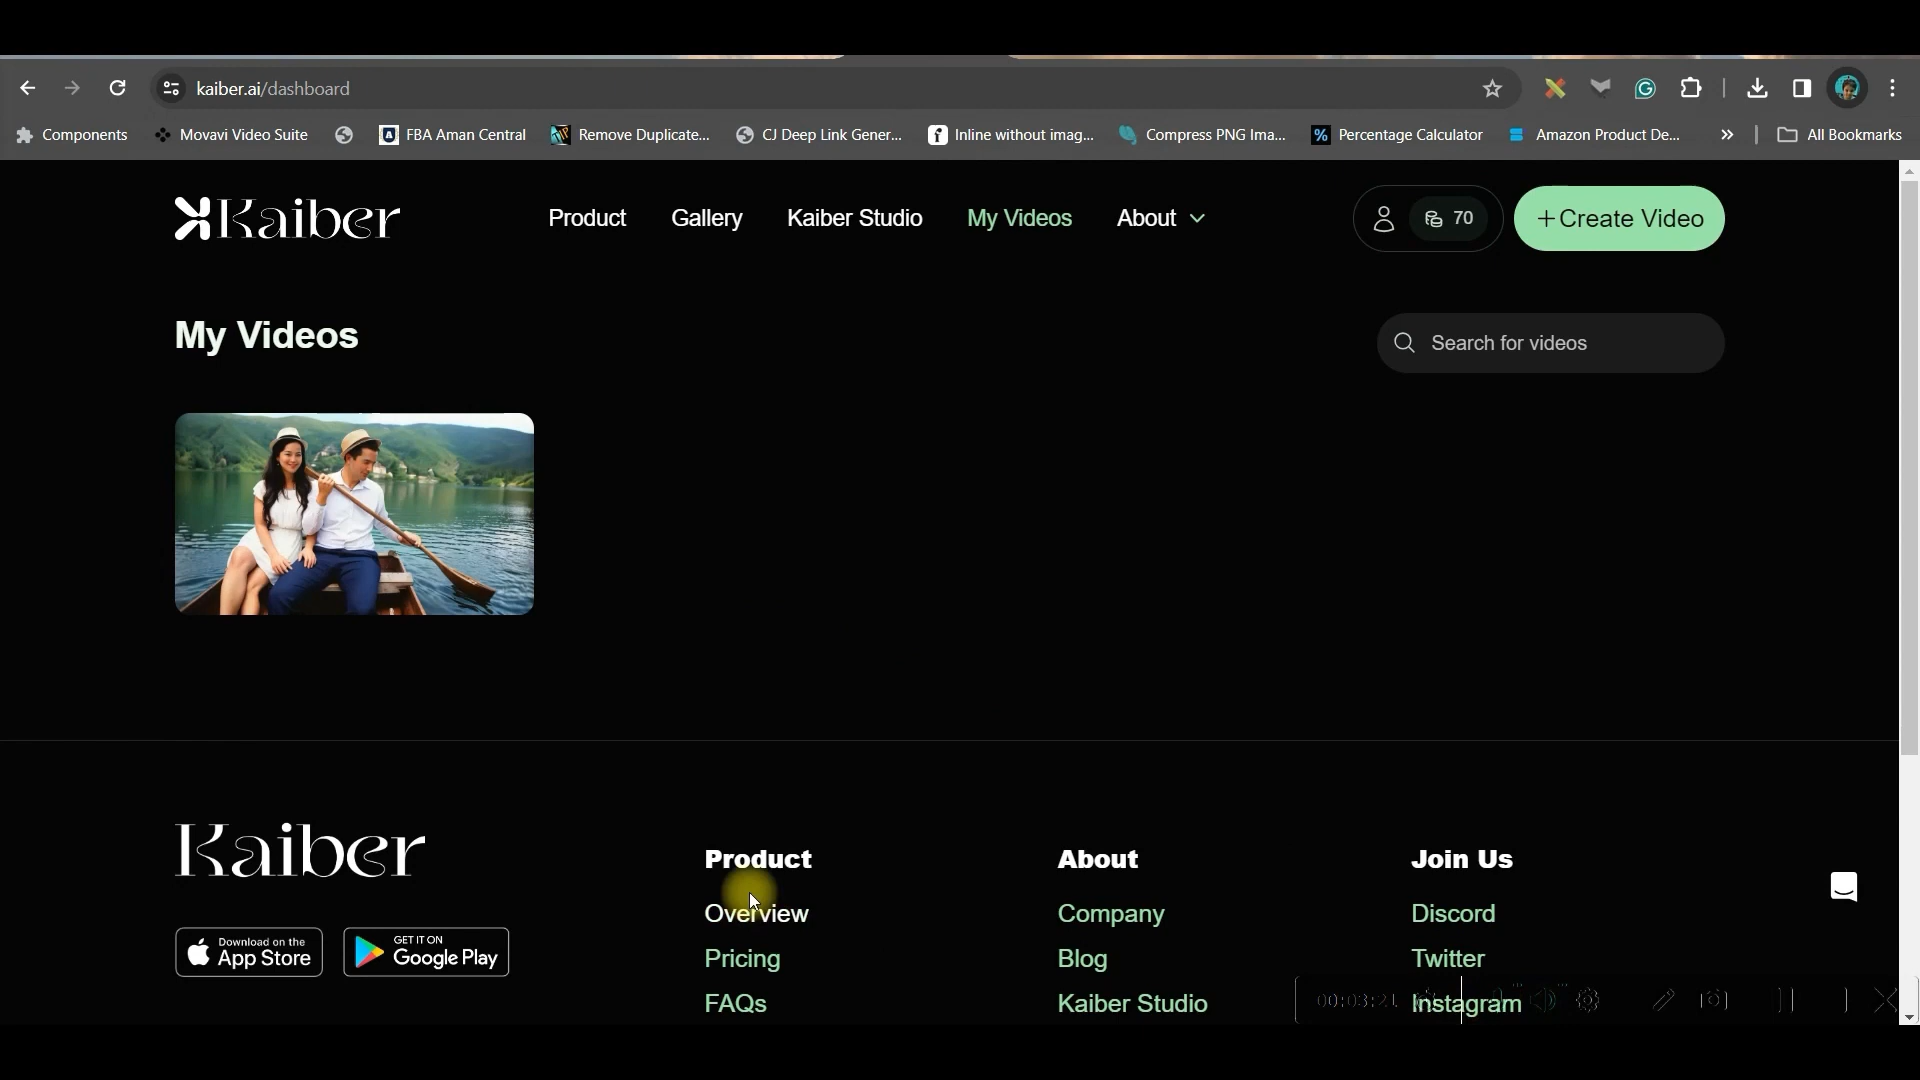 kaiber.ai/dashboard
Components
Movavi Video Suite
FBA Aman Central
Remove Duplicate...
CJ Deep Link Gener...
Inline without imag...
Compress PNG Ima...
Percentage Calculator
Amazon Product De...
All Bookmarks
Kaiber
Product
Gallery
Kaiber Studio
My Videos
About
70
+Create Video
My Videos
Search for videos
Kaiber
Product
About
Join Us
Overview
Company
Discord
Download on the
App Store
GET IT ON
Google Play
Pricing
Blog
Twitter
FAQs
Kaiber Studio
00:03:21
Instagram